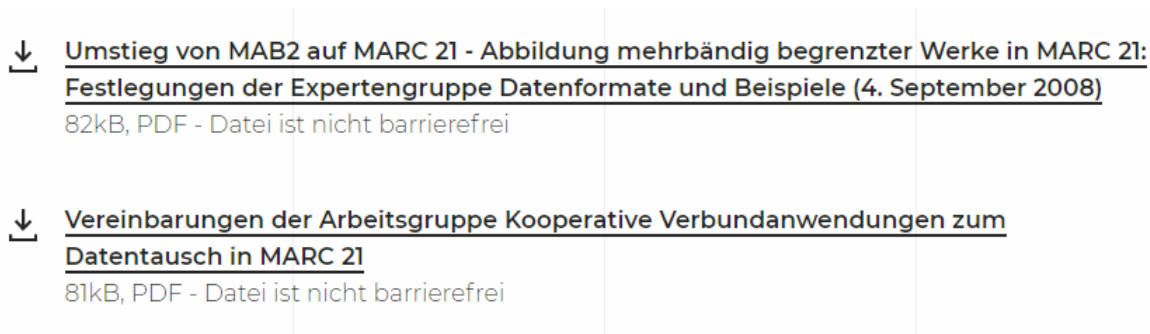 Umstieg von MAB2 auf MARC 21 - Abbildung mehrbändig begrenzter Werke in MARC 21:
Festlegungen der Expertengruppe Datenformate und Beispiele (4. September 2008)
82kB, PDF - Datei ist nicht barrierefrei
Vereinbarungen der Arbeitsgruppe Kooperative Verbundanwendungen zum
Datentausch in MARC 21
81kB, PDF - Datei ist nicht barrierefrei